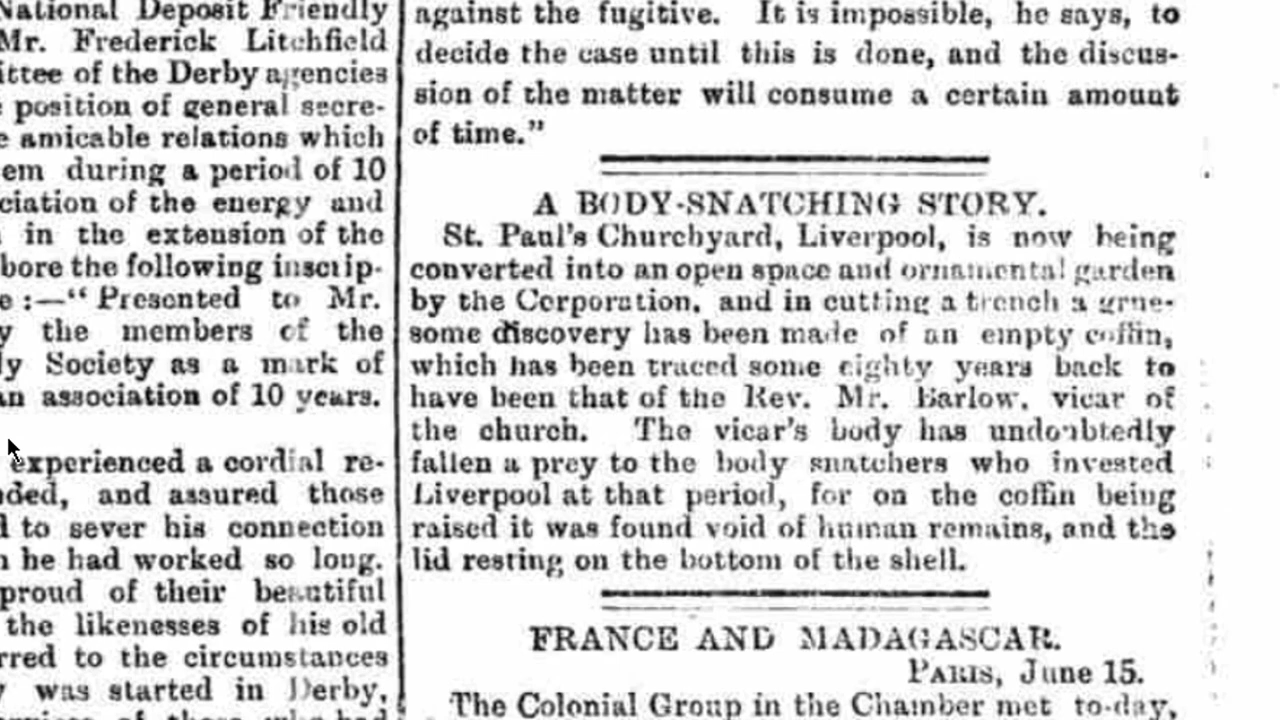 National Deposit Friendly
Mr. Frederick Litchfield
ittee of the Derby agencies
position of general secre-
e amicable relations which
em during a period of 10
ciation of the energy and
in the extension of the
bore the following inscrip-
e :—“ Presented to Mr.
y the members of the
ly Society as a mark of
an association of 10 years.
experienced a cordial re-
nded, and assured those
d to sever his connection
h he had worked so long.
proud of their beautiful
the likenesses of his old
rred to the circumstances
was started in Derby,
against the fugitive. It is impossible, he says, to
decide the case until this is done, and the discus-
sion of the matter will consume a certain amount
of time.”
A BODY-SNATCHING STORY.
St. Paul's Churchyard, Liverpool, is now being
converted into an open space and ornamental garden
by the Corporation, and in cutting a trench a grue-
some discovery has been made of an empty coffin,
which has been traced some eighty years back to
have been that of the Rev. Mr. Barlow, vicar of
the church. The vicar's body has undoubtedly
fallen a prey to the body snatchers who invested
Liverpool at that period, for on the coffin being
raised it was found void of human remains, and the
lid resting on the bottom of the shell.
FRANCE AND MADAGASCAR.
PARIS, June 15.
The Colonial Group in the Chamber met to-day,